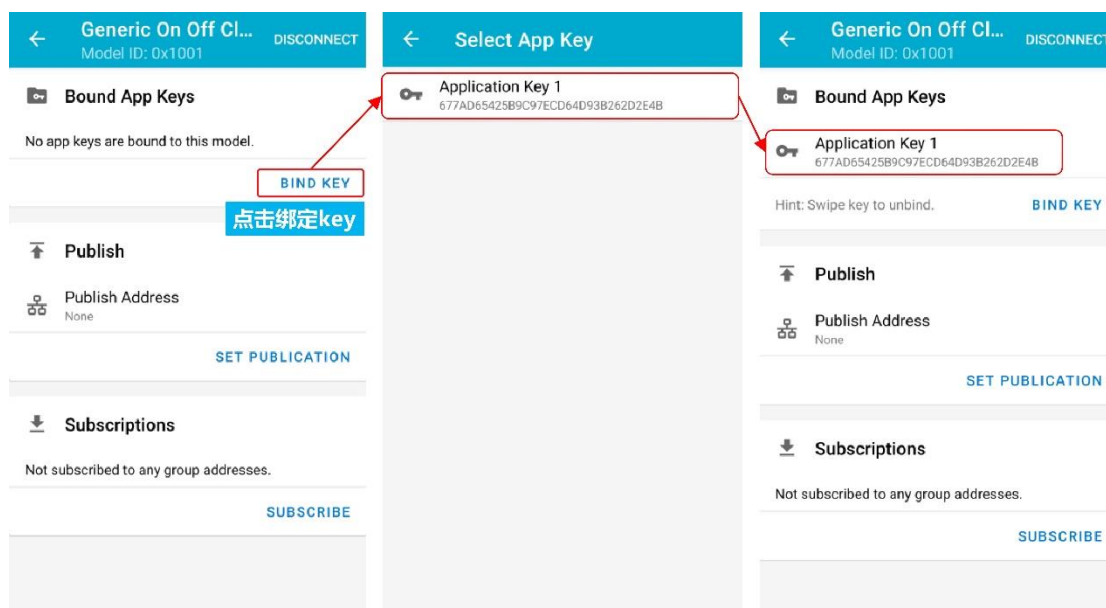 Generic On Off Cl...
DISCONNECT
Model ID: 0x1001
Bound App Keys
No app keys are bound to this model.
BIND KEY
点击绑定key
Publish
Publish Address
None
SET PUBLICATION
Subscriptions
Not subscribed to any group addresses.
SUBSCRIBE
Select App Key
Application Key 1
677AD65425B9C97ECD64D93B262D2E4B
Generic On Off Cl...
DISCONNECT
Model ID: 0x1001
Bound App Keys
Application Key 1
677AD65425B9C97ECD64D93B262D2E4B
Hint: Swipe key to unbind.
BIND KEY
Publish
Publish Address
None
SET PUBLICATION
Subscriptions
Not subscribed to any group addresses.
SUBSCRIBE